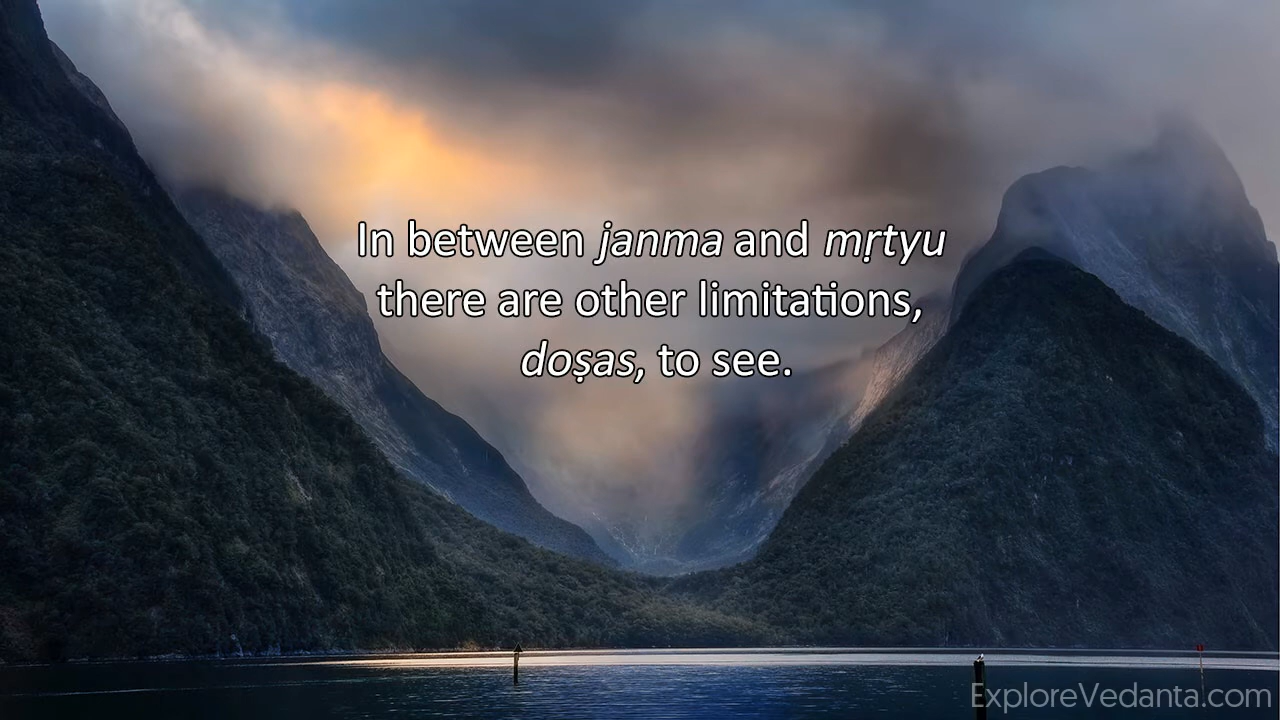 In between janma and mṛtyu
there are other limitations,
doṣas, to see.
ExploreVedanta.com